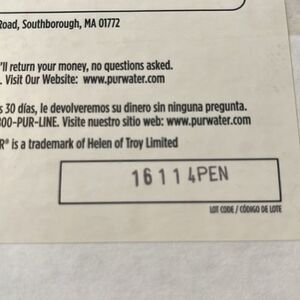 Road, Southborough, MA 01772
'll return your money, no questions asked.
. Visit Our Website: www.purwater.com
s 30 días, le devolveremos su dinero sin ninguna pregunta.
800-PUR-LINE. Visite nuestro sitio web: www.purwater.com
R® is a trademark of Helen of Troy Limited
16114PEN
LOT CODE / CÓDIGO DE LOTE